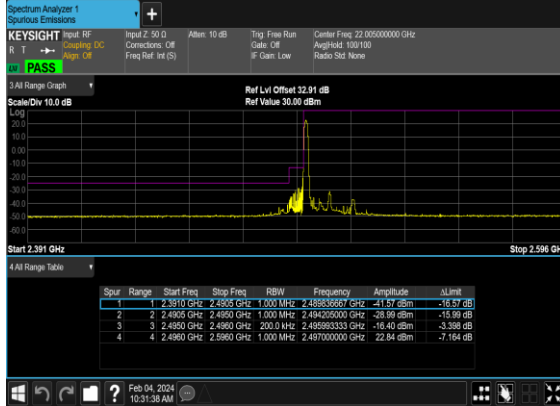 Spectrum Analyzer 1
Spurious Emissions
+
KEYSIGHT Input: RF Input Z: 50 Ω Atten: 10 dB Trig: Free Run Center Freq: 22.005000000 GHz
R T Coupling: DC Corrections: Off Gate: Off Avg|Hold: 100/100
Align: Off Freq Ref: Int (S) IF Gain: Low Radio Std: None
PASS
3 All Range Graph
Ref Lvl Offset 32.91 dB
Scale/Div 10.0 dB Ref Value 30.00 dBm
Log
20.0
10.0
0.00
-10.0
-20.0
-30.0
-40.0
-50.0
-60.0
Start 2.391 GHz Stop 2.596 GH
4 All Range Table
Spur Range Start Freq Stop Freq RBW Frequency Amplitude ΔLimit
1 1 2.3910 GHz 2.4905 GHz 1.000 MHz 2.489836667 GHz -41.57 dBm -16.57 dB
2 2 2.4905 GHz 2.4950 GHz 1.000 MHz 2.494205000 GHz -28.99 dBm -15.99 dB
3 3 2.4950 GHz 2.4960 GHz 200.0 kHz 2.495993333 GHz -16.40 dBm -3.398 dB
4 4 2.4960 GHz 2.5960 GHz 1.000 MHz 2.497000000 GHz 22.84 dBm -7.164 dB
? Feb 04, 2024
10:31:38 AM